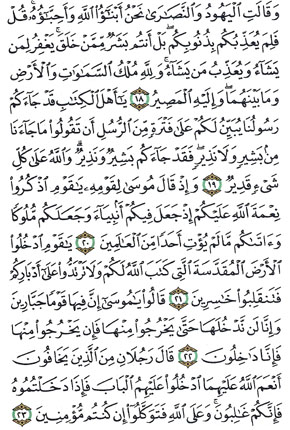 وَقَالَتِ ٱلْيَهُودُ وَٱلنَّصَـٰرَىٰ نَحْنُ أَبْنَـٰٓؤُا۟ ٱللَّهِ وَأَحِبَّـٰٓؤُهُۥ ۚ قُلْ
فَلِمَ يُعَذِّبُكُم بِذُنُوبِكُم ۖ بَلْ أَنتُم بَشَرٌ مِّمَّنْ خَلَقَ ۚ يَغْفِرُ لِمَن
يَشَآءُ وَيُعَذِّبُ مَن يَشَآءُ ۚ وَلِلَّهِ مُلْكُ ٱلسَّمَـٰوَٰتِ وَٱلْأَرْضِ
وَمَا بَيْنَهُمَا ۖ وَإِلَيْهِ ٱلْمَصِيرُ ١٨ يَـٰٓأَهْلَ ٱلْكِتَـٰبِ قَدْ جَآءَكُمْ
رَسُولُنَا يُبَيِّنُ لَكُمْ عَلَىٰ فَتْرَةٍ مِّنَ ٱلرُّسُلِ أَن تَقُولُوا۟ مَا جَآءَنَا
مِنۢ بَشِيرٍ وَلَا نَذِيرٍ ۖ فَقَدْ جَآءَكُم بَشِيرٌ وَنَذِيرٌ ۗ وَٱللَّهُ عَلَىٰ كُلِّ
شَىْءٍ قَدِيرٌ ١٩ وَإِذْ قَالَ مُوسَىٰ لِقَوْمِهِۦ يَـٰقَوْمِ ٱذْكُرُوا۟
نِعْمَةَ ٱللَّهِ عَلَيْكُمْ إِذْ جَعَلَ فِيكُمْ أَنۢبِيَآءَ وَجَعَلَكُم مُّلُوكًا
وَءَاتَىٰكُم مَّا لَمْ يُؤْتِ أَحَدًا مِّنَ ٱلْعَـٰلَمِينَ ٢٠ يَـٰقَوْمِ ٱدْخُلُوا۟
ٱلْأَرْضَ ٱلْمُقَدَّسَةَ ٱلَّتِى كَتَبَ ٱللَّهُ لَكُمْ وَلَا تَرْتَدُّوا۟ عَلَىٰٓ أَدْبَارِكُمْ
فَتَنقَلِبُوا۟ خَـٰسِرِينَ ٢١ قَالُوا۟ يَـٰمُوسَىٰٓ إِنَّ فِيهَا قَوْمًا جَبَّارِينَ
وَإِنَّا لَن نَّدْخُلَهَا حَتَّىٰ يَخْرُجُوا۟ مِنْهَا فَإِن يَخْرُجُوا۟ مِنْهَا
فَإِنَّا دَٰخِلُونَ ٢٢ قَالَ رَجُلَانِ مِنَ ٱلَّذِينَ يَخَافُونَ
أَنْعَمَ ٱللَّهُ عَلَيْهِمَا ٱدْخُلُوا۟ عَلَيْهِمُ ٱلْبَابَ فَإِذَا دَخَلْتُمُوهُ
فَإِنَّكُمْ غَـٰلِبُونَ ۚ وَعَلَى ٱللَّهِ فَتَوَكَّلُوٓا۟ إِن كُنتُم مُّؤْمِنِينَ ٢٣